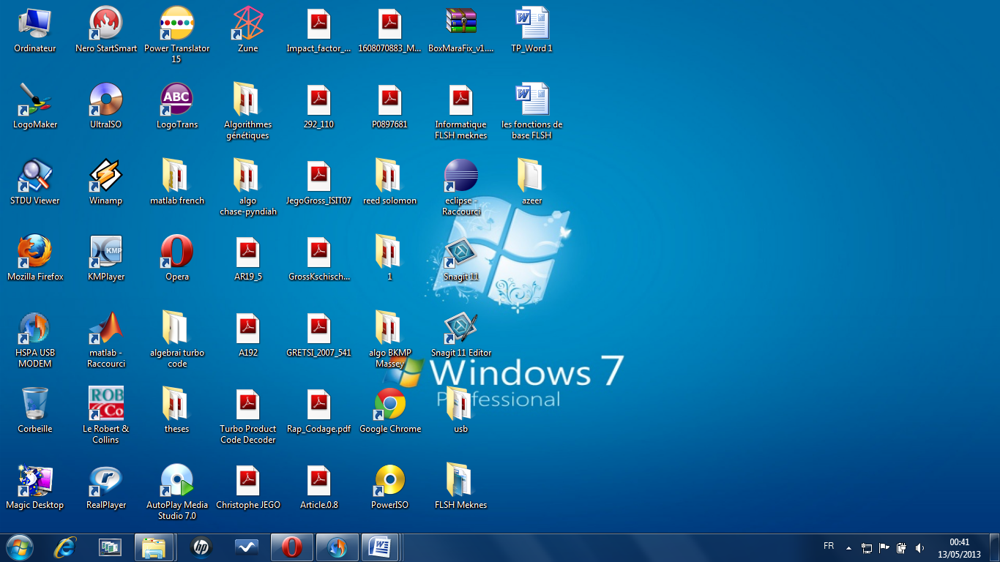 Ordinateur
Nero StartSmart
Power Translator
15
Zune
Impact_factor_...
1608070883_M...
BoxMaraFix_v1....
TP_Word 1
LogoMaker
UltraISO
ABC
LogoTrans
Algorithmes
génétiques
292_110
P0897681
Informatique
FLSH meknes
les fonctions de
base FLSH
STDU Viewer
Winamp
matlab french
algo
chase-pyndiah
JegoGross_ISIT07
reed solomon
eclipse -
Raccourci
azeer
Mozilla Firefox
KMP
KMPlayer
Opera
AR19_5
GrossKschisch...
1
Snagit 11
HSPA USB
MODEM
matlab -
Raccourci
algebrai turbo
code
A192
GRETSI_2007_541
algo BKMP
Massey
Snagit 11 Editor
Windows 7
Professional
Corbeille
ROB
Co
Le Robert &
Collins
theses
Turbo Product
Code Decoder
Rap_Codage.pdf
Google Chrome
usb
Magic Desktop
RealPlayer
AutoPlay Media
Studio 7.0
Christophe JEGO
Article.0.8
PowerISO
FLSH Meknes
hp
FR
00:41
13/05/2013